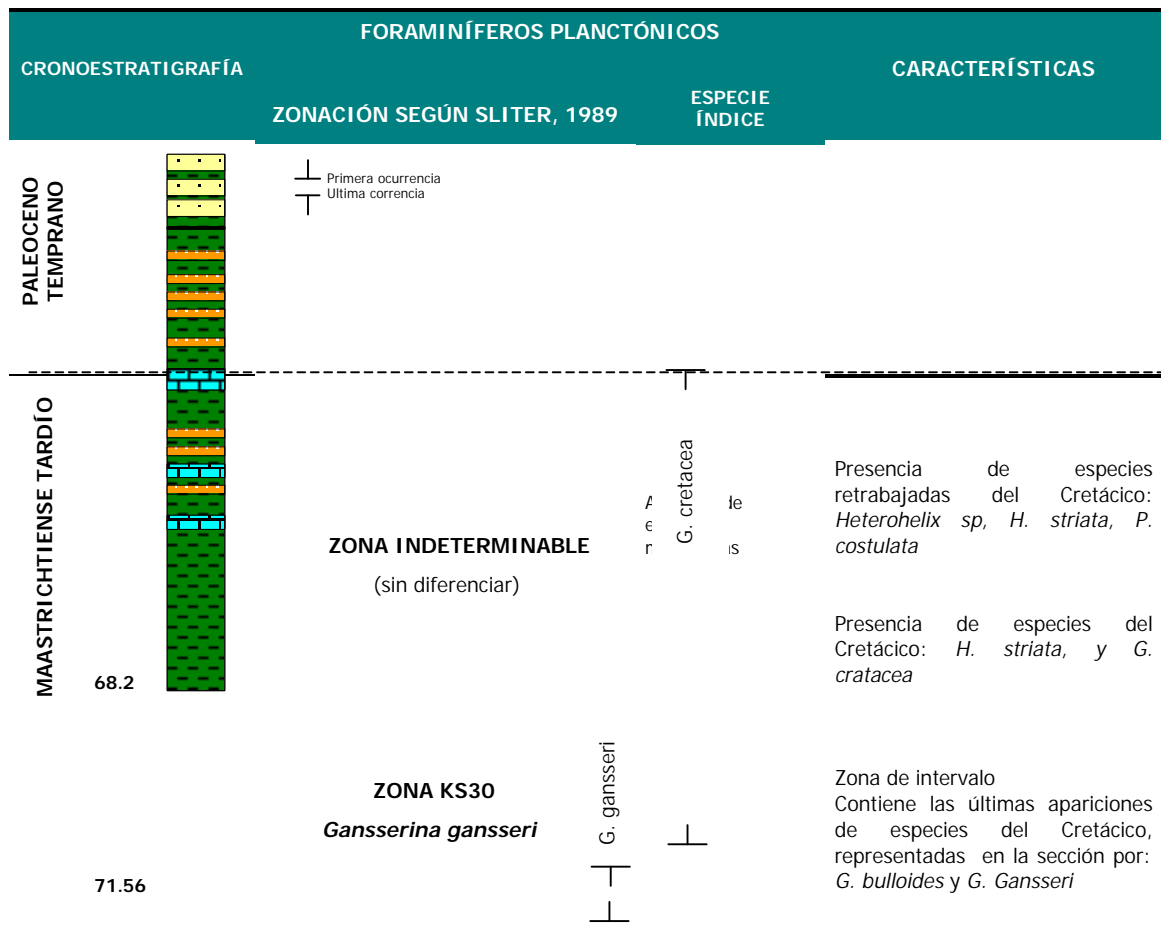 FORAMINÍFEROS PLANCTÓNICOS
CRONOESTRATIGRAFÍA
CARACTERÍSTICAS
ZONACIÓN SEGÚN SLITER, 1989
ESPECIE
ÍNDICE
PALEOCENO
TEMPRANO
Primera ocurrencia
Ultima correncia
MAASTRICHTIENSE TARDÍO
68.2
71.56
ZONA INDETERMINABLE
(sin diferenciar)
G. cretacea
Presencia de especies
retrabajadas del Cretácico:
Heterohelix sp, H. striata, P.
costulata
Presencia de especies del
Cretácico: H. striata, y G.
cratacea
ZONA KS30
Gansserina gansseri
G. gansseri
Zona de intervalo
Contiene las últimas apariciones
de especies del Cretácico,
representadas en la sección por:
G. bulloides y G. Gansseri